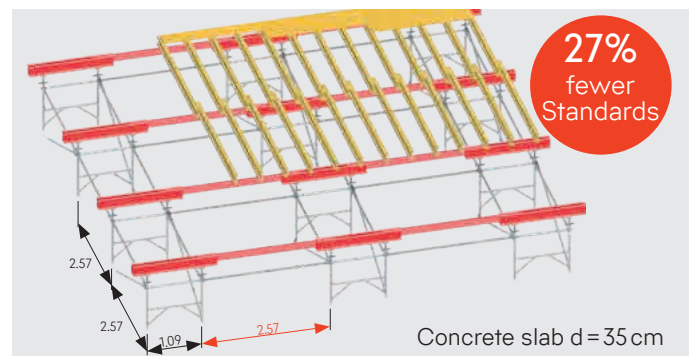 27%
fewer
Standards
2.57
2.57
1.09
2.57
Concrete slab d=35cm